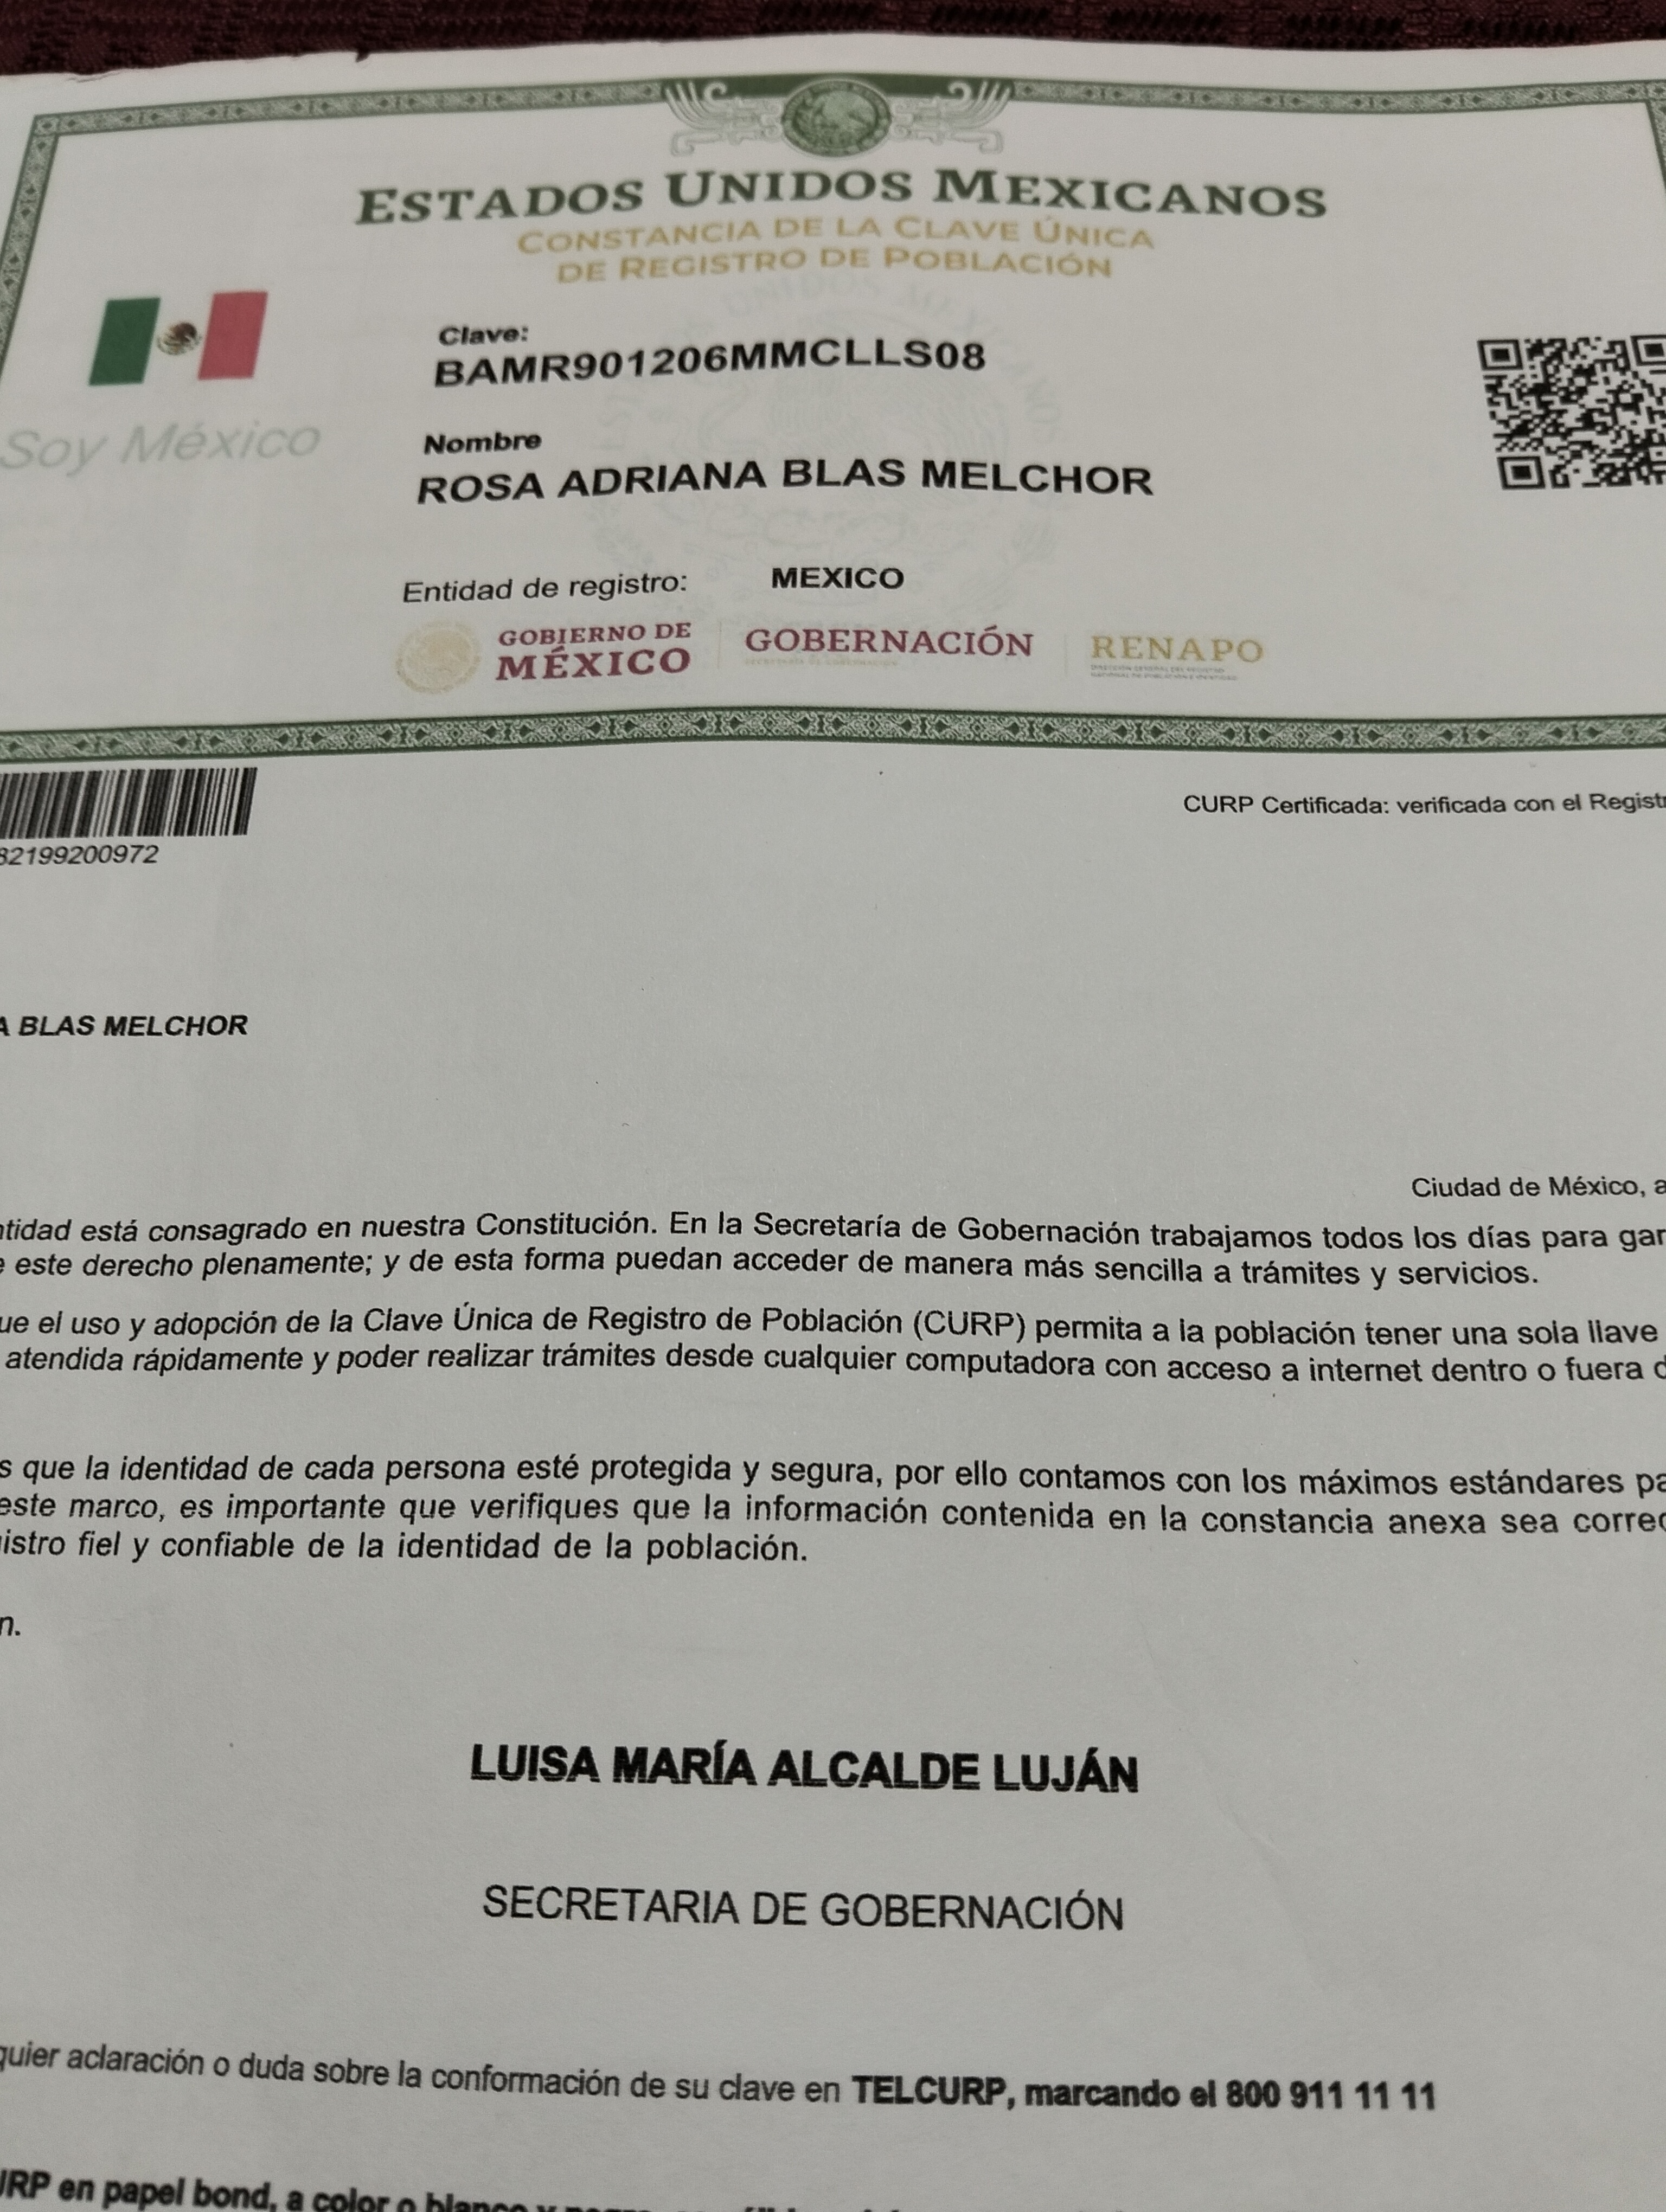 ESTADOS UNIDOS MEXICANOS
CONSTANCIA DE LA CLAVE ÚNICA
DE REGISTRO DE POBLACIÓN
Soy México
Clave:
BAMR901206MMCLLS08
Nombre
ROSA ADRIANA BLAS MELCHOR
Entidad de registro: MEXICO
GOBIERNO DE
MÉXICO
GOBERNACIÓN
RENAPO
82199200972
CURP Certificada: verificada con el Registr
A BLAS MELCHOR
Ciudad de México, a
ntidad está consagrado en nuestra Constitución. En la Secretaría de Gobernación trabajamos todos los días para gar
e este derecho plenamente; y de esta forma puedan acceder de manera más sencilla a trámites y servicios.
ue el uso y adopción de la Clave Única de Registro de Población (CURP) permita a la población tener una sola llave
atendida rápidamente y poder realizar trámites desde cualquier computadora con acceso a internet dentro o fuera d
s que la identidad de cada persona esté protegida y segura, por ello contamos con los máximos estándares pa
este marco, es importante que verifiques que la información contenida en la constancia anexa sea correc
istro fiel y confiable de la identidad de la población.
n.
LUISA MARÍA ALCALDE LUJÁN
SECRETARIA DE GOBERNACIÓN
quier aclaración o duda sobre la conformación de su clave en TELCURP, marcando el 800 911 11 11
URP en papel bond, a color o blanco y